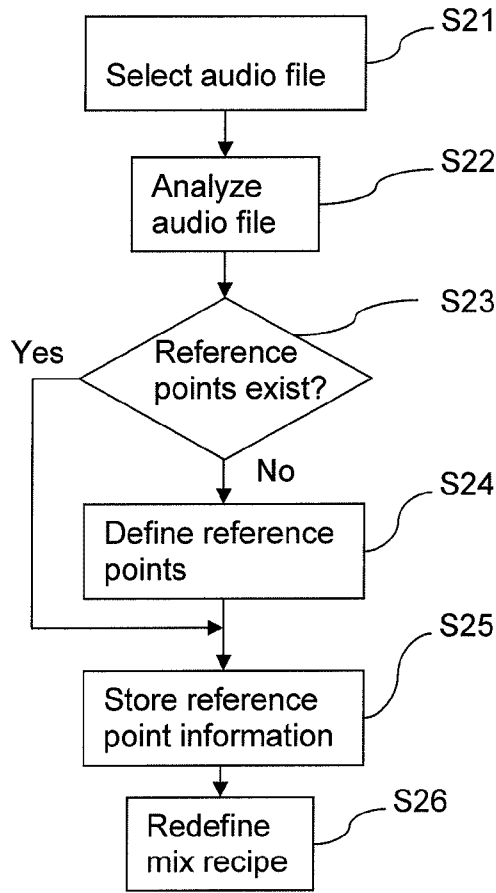 S21
Select audio file
S22
Analyze
audio file
S23
Yes
Reference
points exist?
No
S24
Define reference
points
S25
Store reference
point information
S26
Redefine
mix recipe